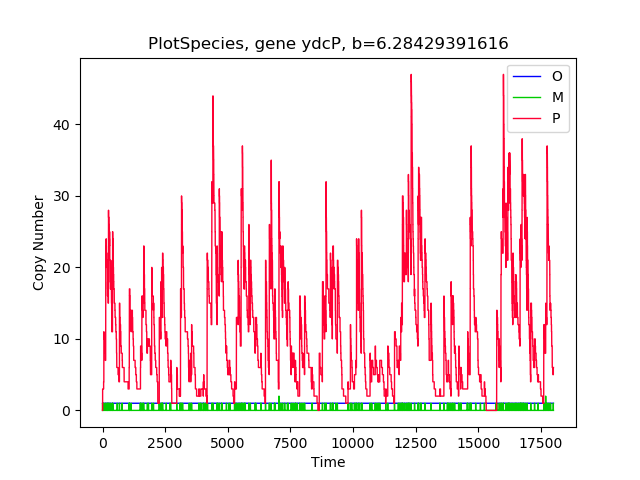 PlotSpecies, gene ydcP, b=6.28429391616
O
M
P
Copy Number
40
30
20
10
0
0 2500 5000 7500 10000 12500 15000 17500
Time